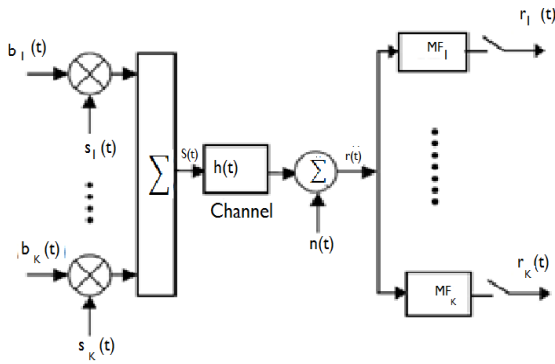 b1(t)
s1(t)
bK(t)
sK(t)
∑
S(t)
h(t)
Channel
∑
n(t)
r(t)
MF1
r1 (t)
MFK
rK(t)